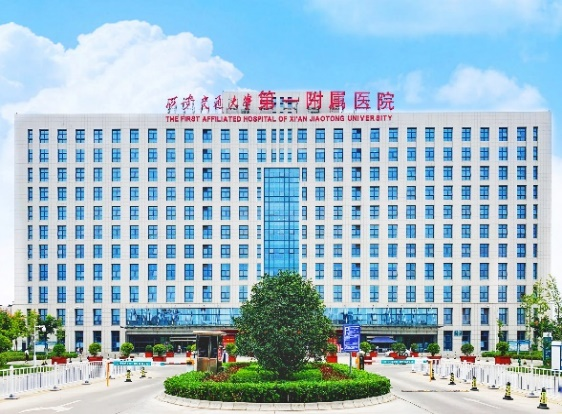 西安交通大学第一附属医院
THE FIRST AFFILIATED HOSPITAL OF XI'AN JIAOTONG UNIVERSITY